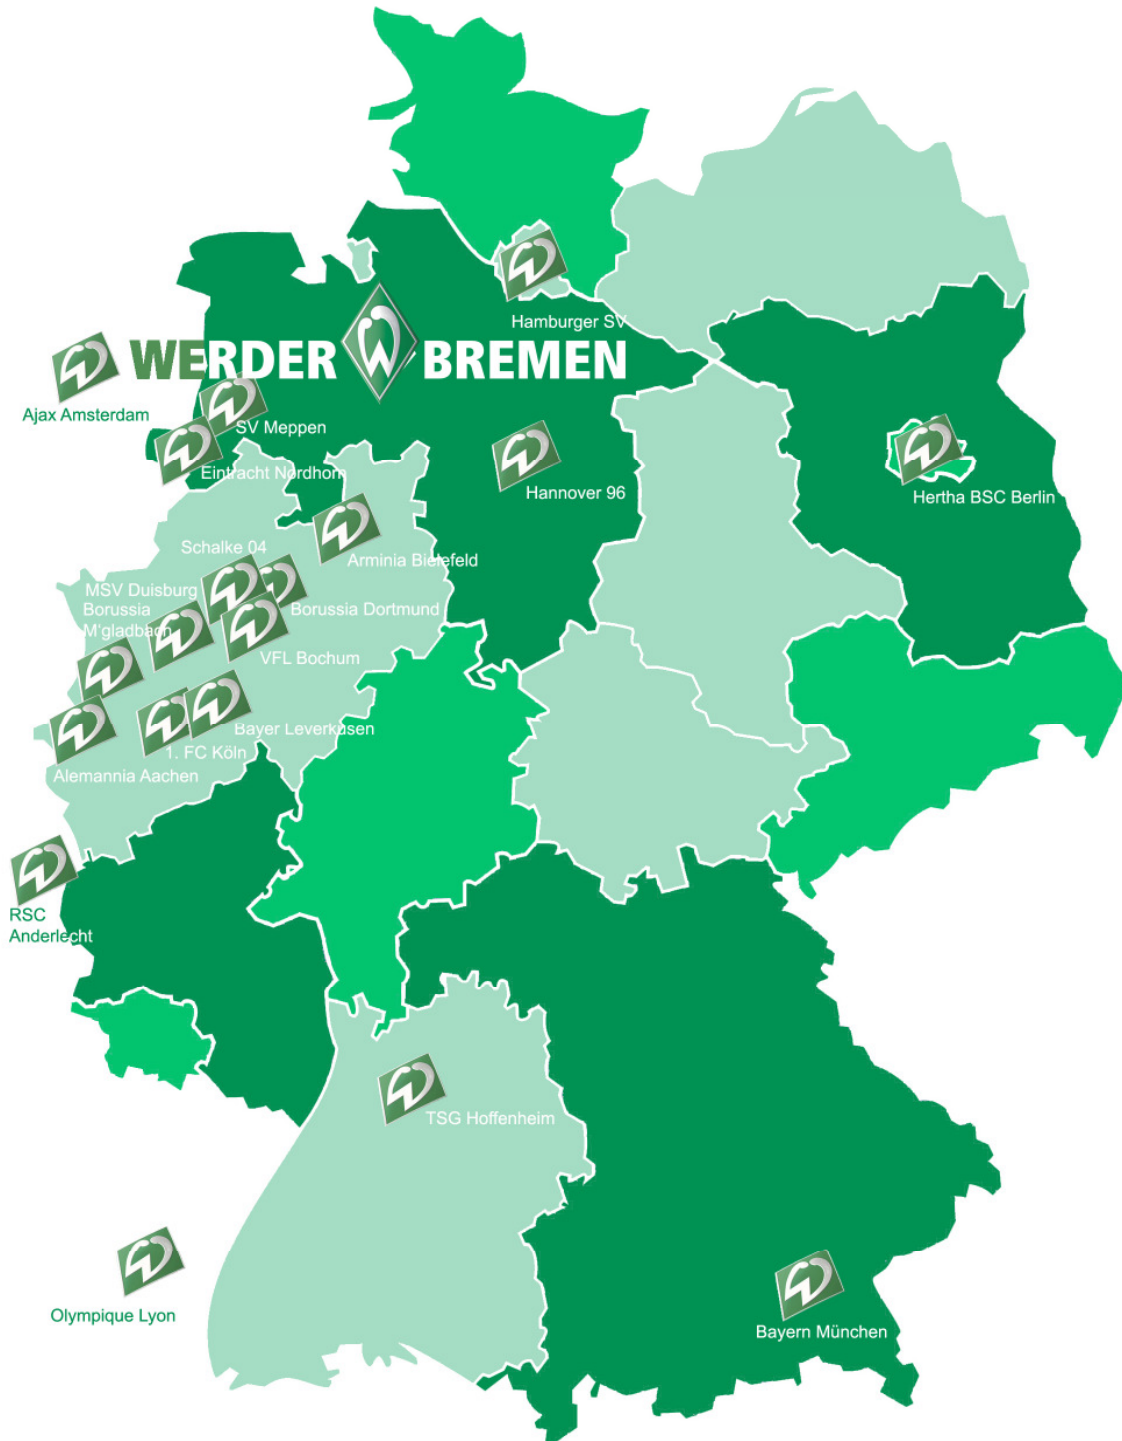 Hamburger SV
WERDER BREMEN
Ajax Amsterdam
SV Meppen
Eintracht Nordhorn
Hannover 96
Hertha BSC Berlin
Schalke 04
Arminia Bielefeld
MSV Duisburg
Borussia
M'gladbach
Borussia Dortmund
VFL Bochum
Bayer Leverkusen
1. FC Köln
Alemannia Aachen
RSC
Anderlecht
TSG Hoffenheim
Olympique Lyon
Bayern München